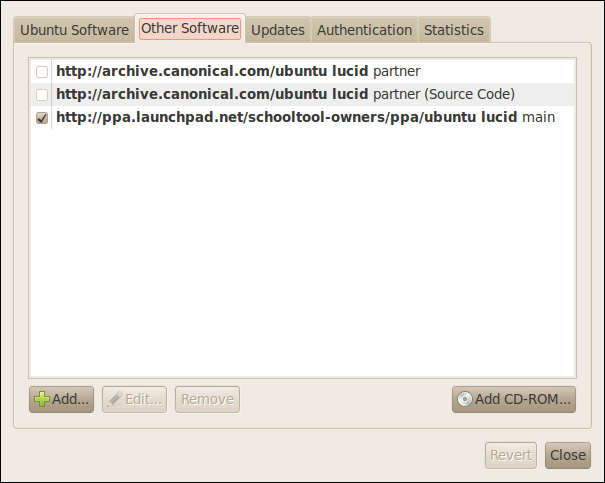 Ubuntu Software Other Software Updates Authentication Statistics
http://archive.canonical.com/ubuntu lucid partner
http://archive.canonical.com/ubuntu lucid partner (Source Code)
http://ppa.launchpad.net/schooltool-owners/ppa/ubuntu lucid main
Add... Edit... Remove Add CD-ROM...
Revert Close